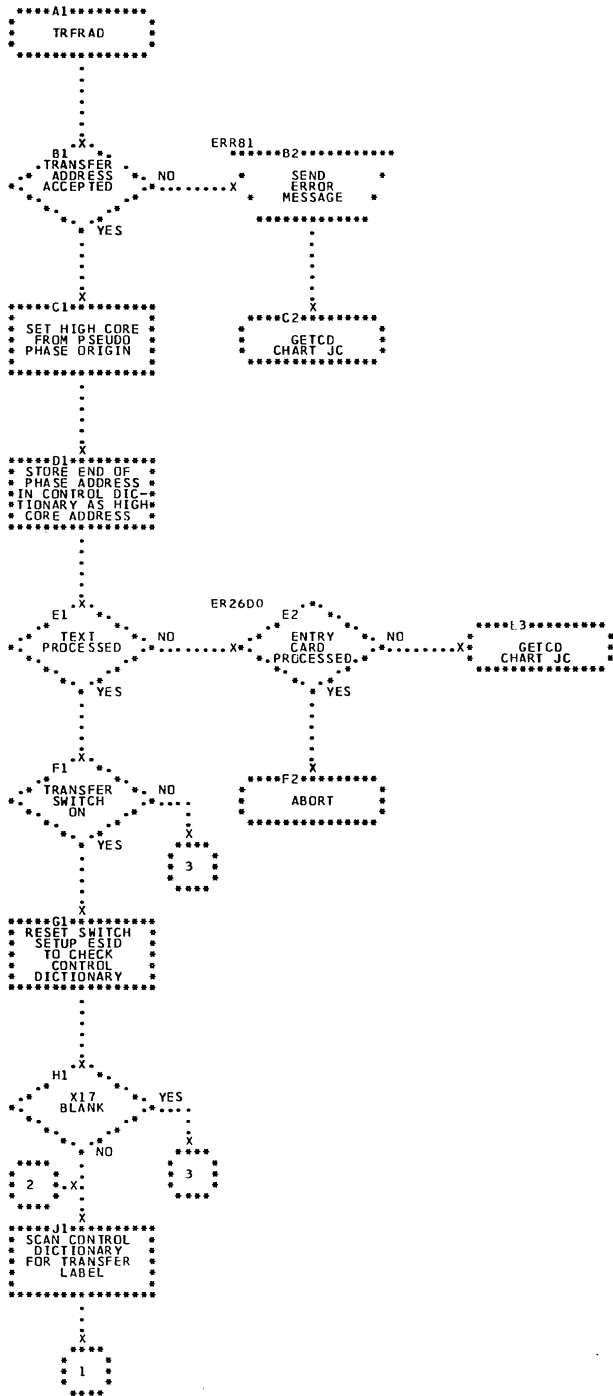 A1
TRFRAD
B1
TRANSFER
ADDRESS
ACCEPTED
NO
YES
ERR81
B2
SEND
ERROR
MESSAGE
C1
SET HIGH CORE
FROM PSEUDO
PHASE ORIGIN
C2
GETCD
CHART JC
D1
STORE END OF
PHASE ADDRESS
IN CONTROL DIC-
TIONARY AS HIGH
CORE ADDRESS
E1
TEXT
PROCESSED
NO
YES
ER26D0
E2
ENTRY
CARD
PROCESSED
NO
YES
E3
GETCD
CHART JC
F1
TRANSFER
SWITCH
ON
NO
YES
F2
ABORT
3
G1
RESET SWITCH
SETUP ESID
TO CHECK
CONTROL
DICTIONARY
H1
X17
BLANK
YES
NO
3
2
J1
SCAN CONTROL
DICTIONARY
FOR TRANSFER
LABEL
1